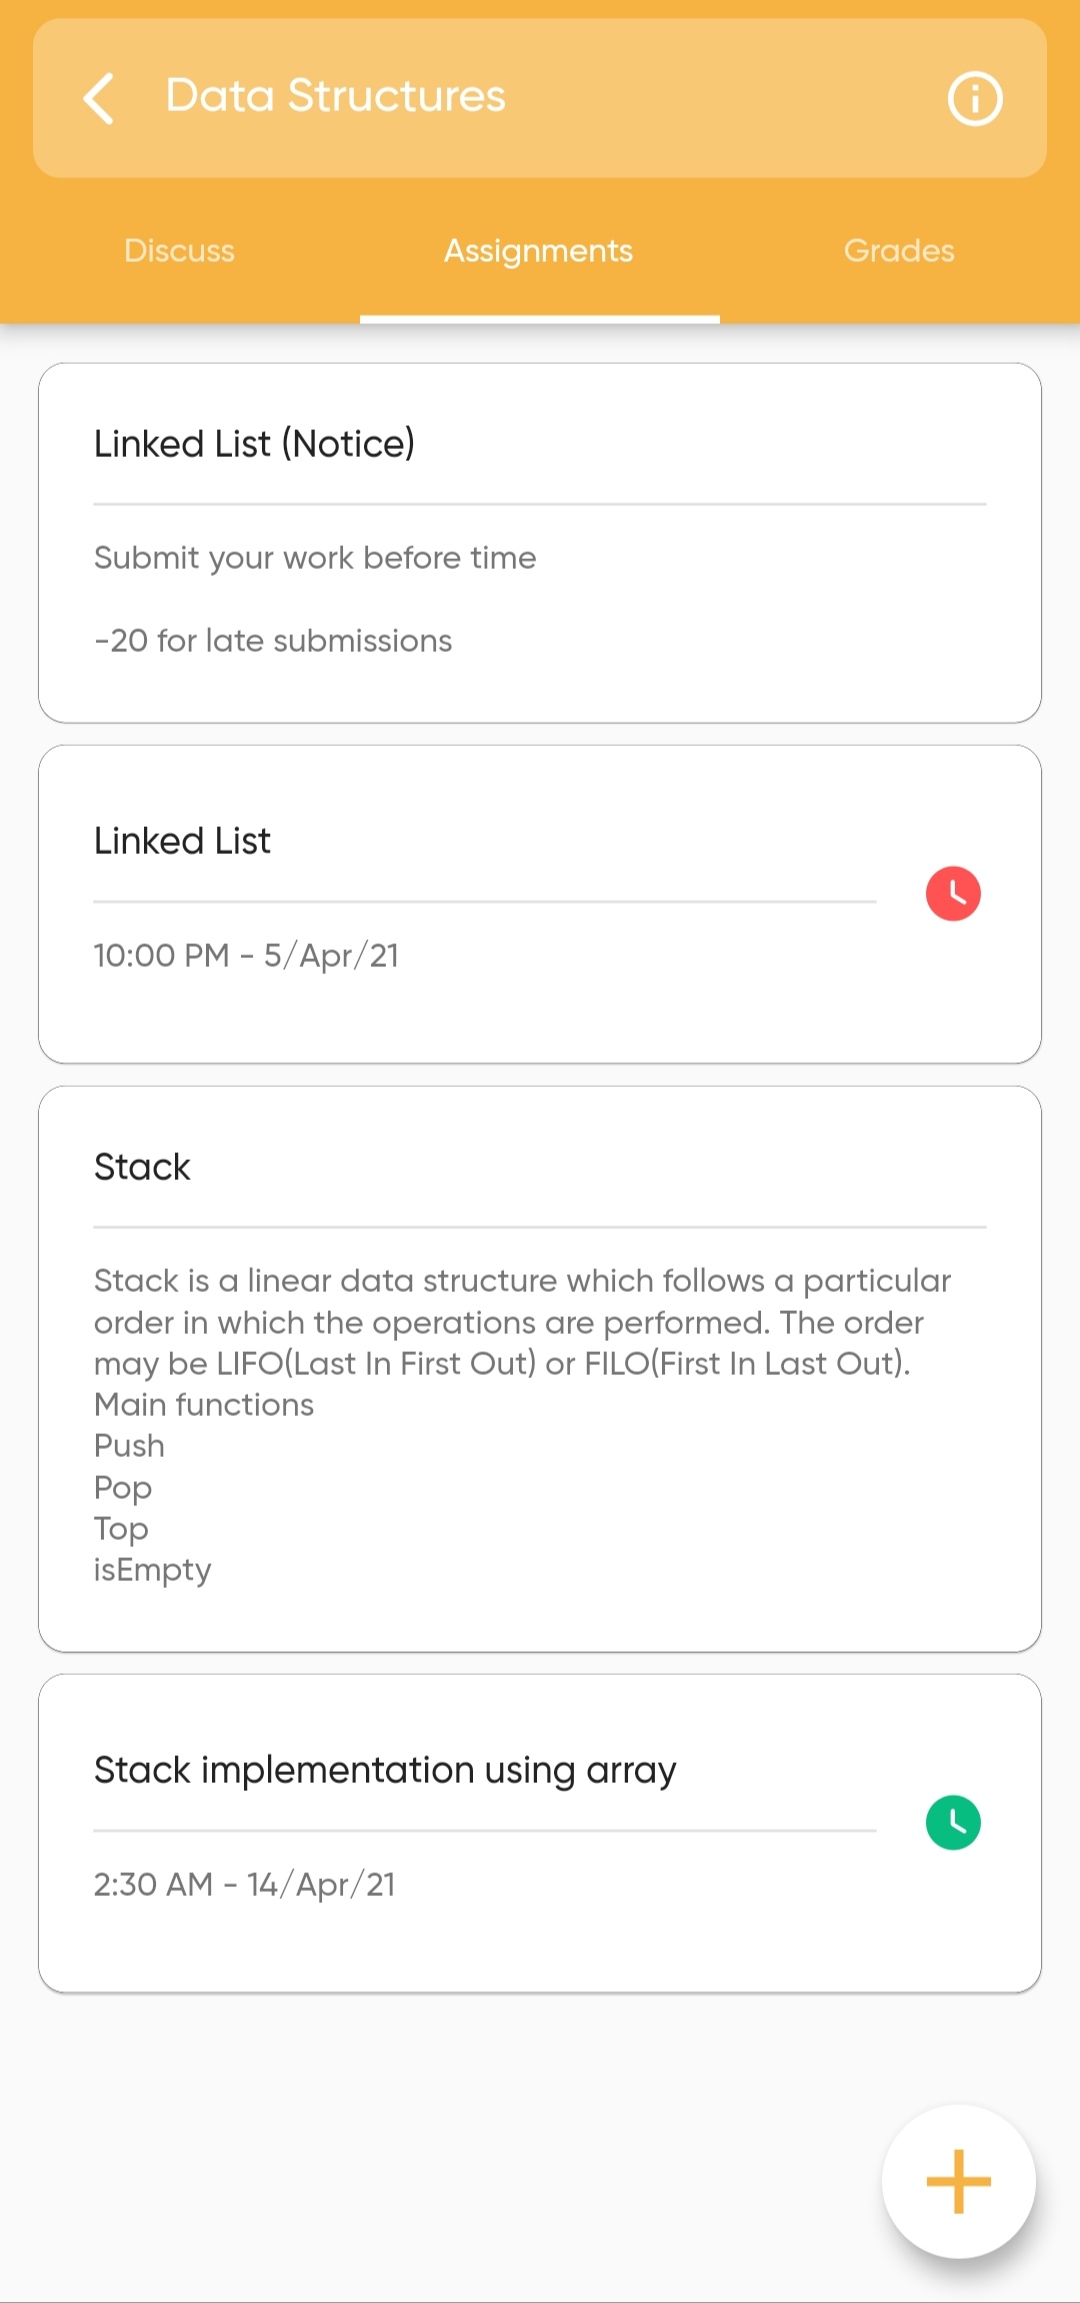 Data Structures
Discuss Assignments Grades
Linked List (Notice)
Submit your work before time
-20 for late submissions
Linked List
10:00 PM - 5/Apr/21
Stack
Stack is a linear data structure which follows a particular
order in which the operations are performed. The order
may be LIFO(Last In First Out) or FILO(First In Last Out).
Main functions
Push
Pop
Top
isEmpty
Stack implementation using array
2:30 AM - 14/Apr/21